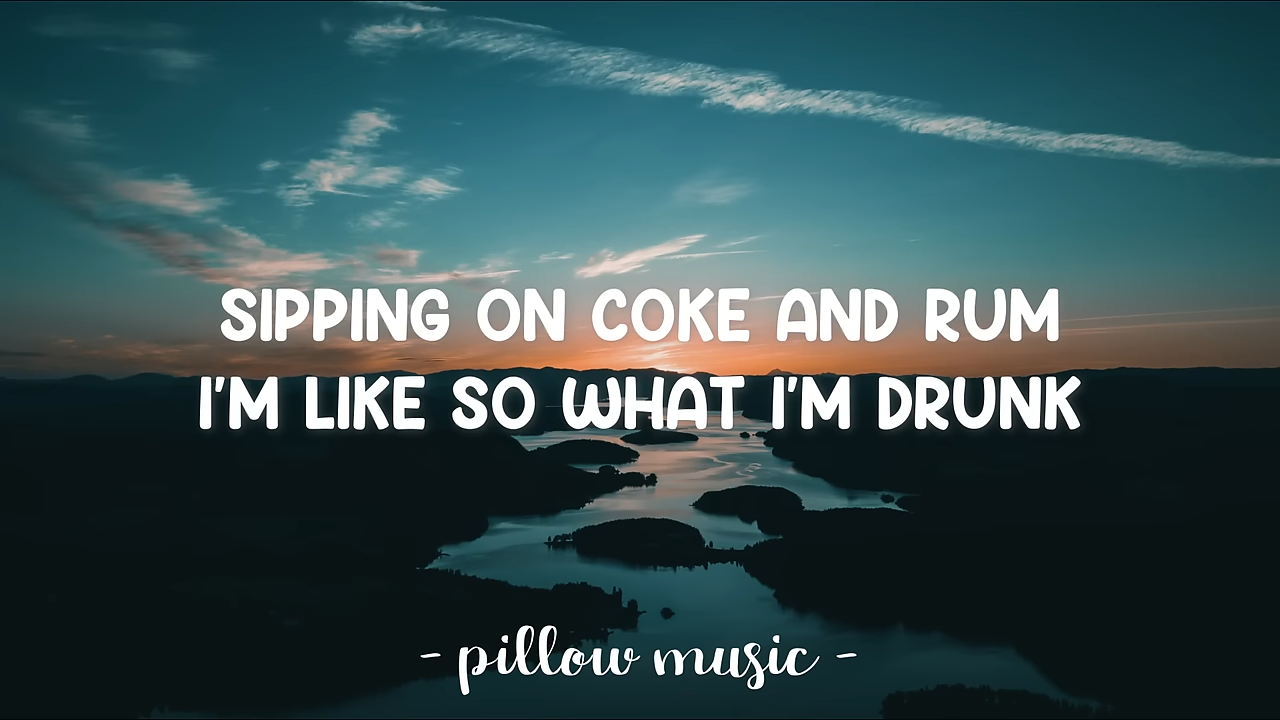 SIPPING ON COKE AND RUM
I'M LIKE SO WHAT I'M DRUNK
- pillow music -